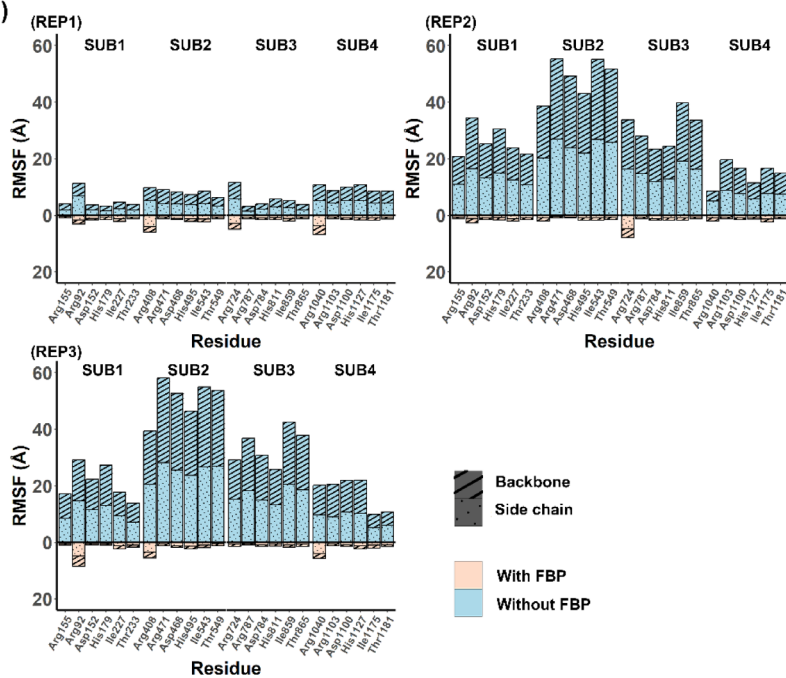 )
(REP1)
SUB1 SUB2 SUB3 SUB4
RMSF (Å)
60
40
20
0
20
Arg155 Arg92 Asp152 His179 Ile227 Thr233 Arg408 Arg471 Asp468 His495 Ile543 Thr549 Arg724 Arg787 Asp784 His811 Ile859 Thr865 Arg1040 Arg1103 Asp1100 His1127 Ile1175 Thr1181
Residue
(REP2)
SUB1 SUB2 SUB3 SUB4
RMSF (Å)
60
40
20
0
20
Arg155 Arg92 Asp152 His179 Ile227 Thr233 Arg408 Arg471 Asp468 His495 Ile543 Thr549 Arg724 Arg787 Asp784 His811 Ile859 Thr865 Arg1040 Arg1103 Asp1100 His1127 Ile1175 Thr1181
Residue
(REP3)
SUB1 SUB2 SUB3 SUB4
RMSF (Å)
60
40
20
0
20
Arg155 Arg92 Asp152 His179 Ile227 Thr233 Arg408 Arg471 Asp468 His495 Ile543 Thr549 Arg724 Arg787 Asp784 His811 Ile859 Thr865 Arg1040 Arg1103 Asp1100 His1127 Ile1175 Thr1181
Residue
Backbone
Side chain
With FBP
Without FBP